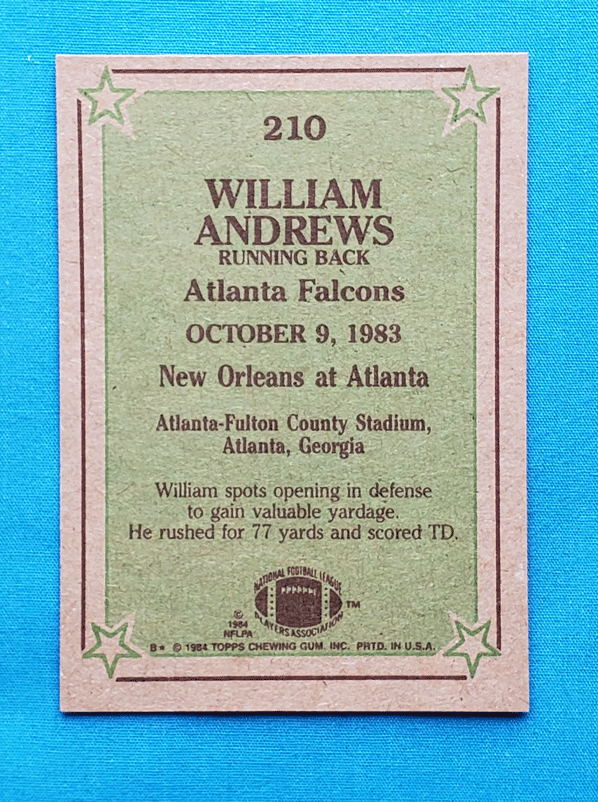 210
WILLIAM
ANDREWS
RUNNING BACK
Atlanta Falcons
OCTOBER 9, 1983
New Orleans at Atlanta
Atlanta-Fulton County Stadium,
Atlanta, Georgia
William spots opening in defense
to gain valuable yardage.
He rushed for 77 yards and scored TD.
NATIONAL FOOTBALL LEAGUE
PLAYERS ASSOCIATION
TM
©
1984
NFLPA
B* © 1984 TOPPS CHEWING GUM, INC. PRTD. IN U.S.A.